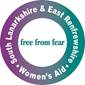 South Lanarkshire & East Renfrewshire
free from fear
• Women's Aid •